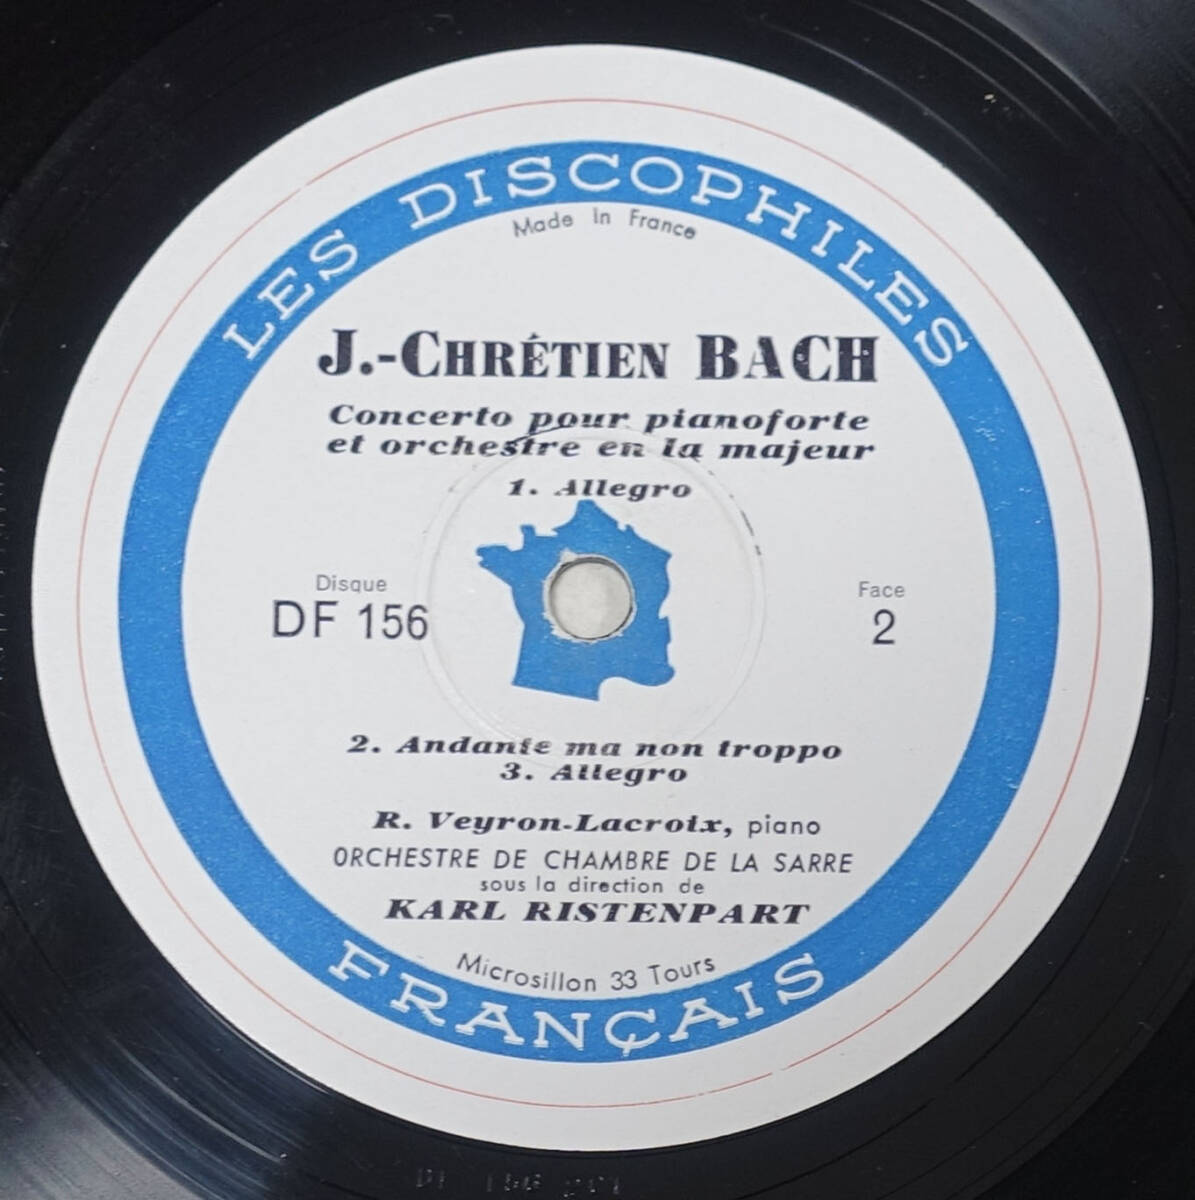 LES DISCOPHILES
Made In France
J.-CHRÉTIEN BACH
Concerto pour pianoforte
et orchestre en la majeur
1. Allegro
Disque
DF 156
Face
2
2. Andante ma non troppo
3. Allegro
R. Veyron-Lacroix, piano
ORCHESTRE DE CHAMBRE DE LA SARRE
sous la direction de
KARL RISTENPART
Microsillon 33 Tours
FRANÇAIS